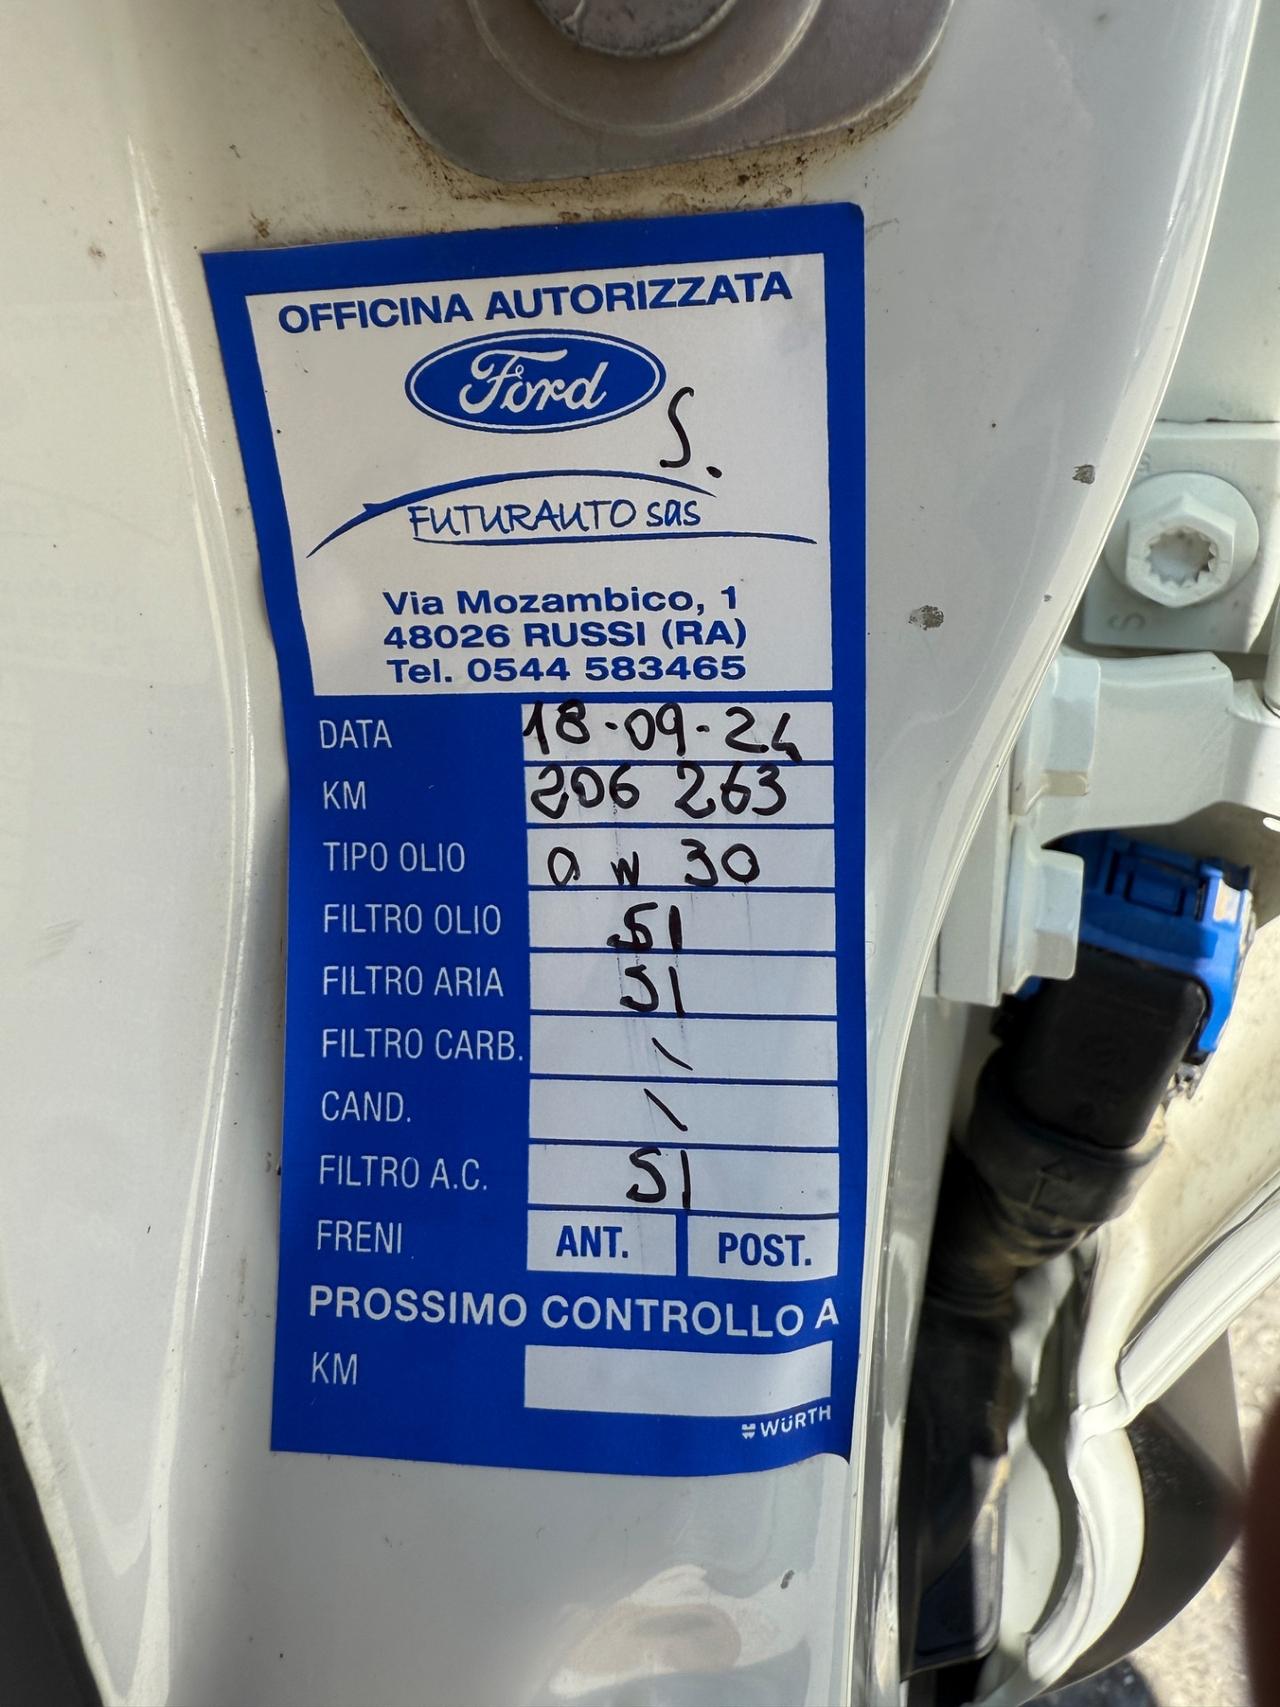 OFFICINA AUTORIZZATA
Ford
S.
FUTURAUTO sas
Via Mozambico, 1
48026 RUSSI (RA)
Tel. 0544 583465
DATA 18-09-24
KM 206 263
TIPO OLIO 0 W 30
FILTRO OLIO SI
FILTRO ARIA SI
FILTRO CARB. \
CAND. \
FILTRO A.C. SI
FRENI ANT. POST.
PROSSIMO CONTROLLO A
KM
WÜRTH